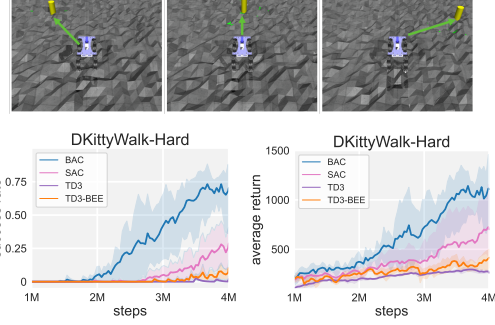 DKittyWalk-Hard
BAC
SAC
TD3
TD3-BEE
0.75
0.50
0.25
0
1M
2M
3M
4M
steps
DKittyWalk-Hard
BAC
SAC
TD3
TD3-BEE
average return
1500
1000
500
1M
2M
3M
4M
steps